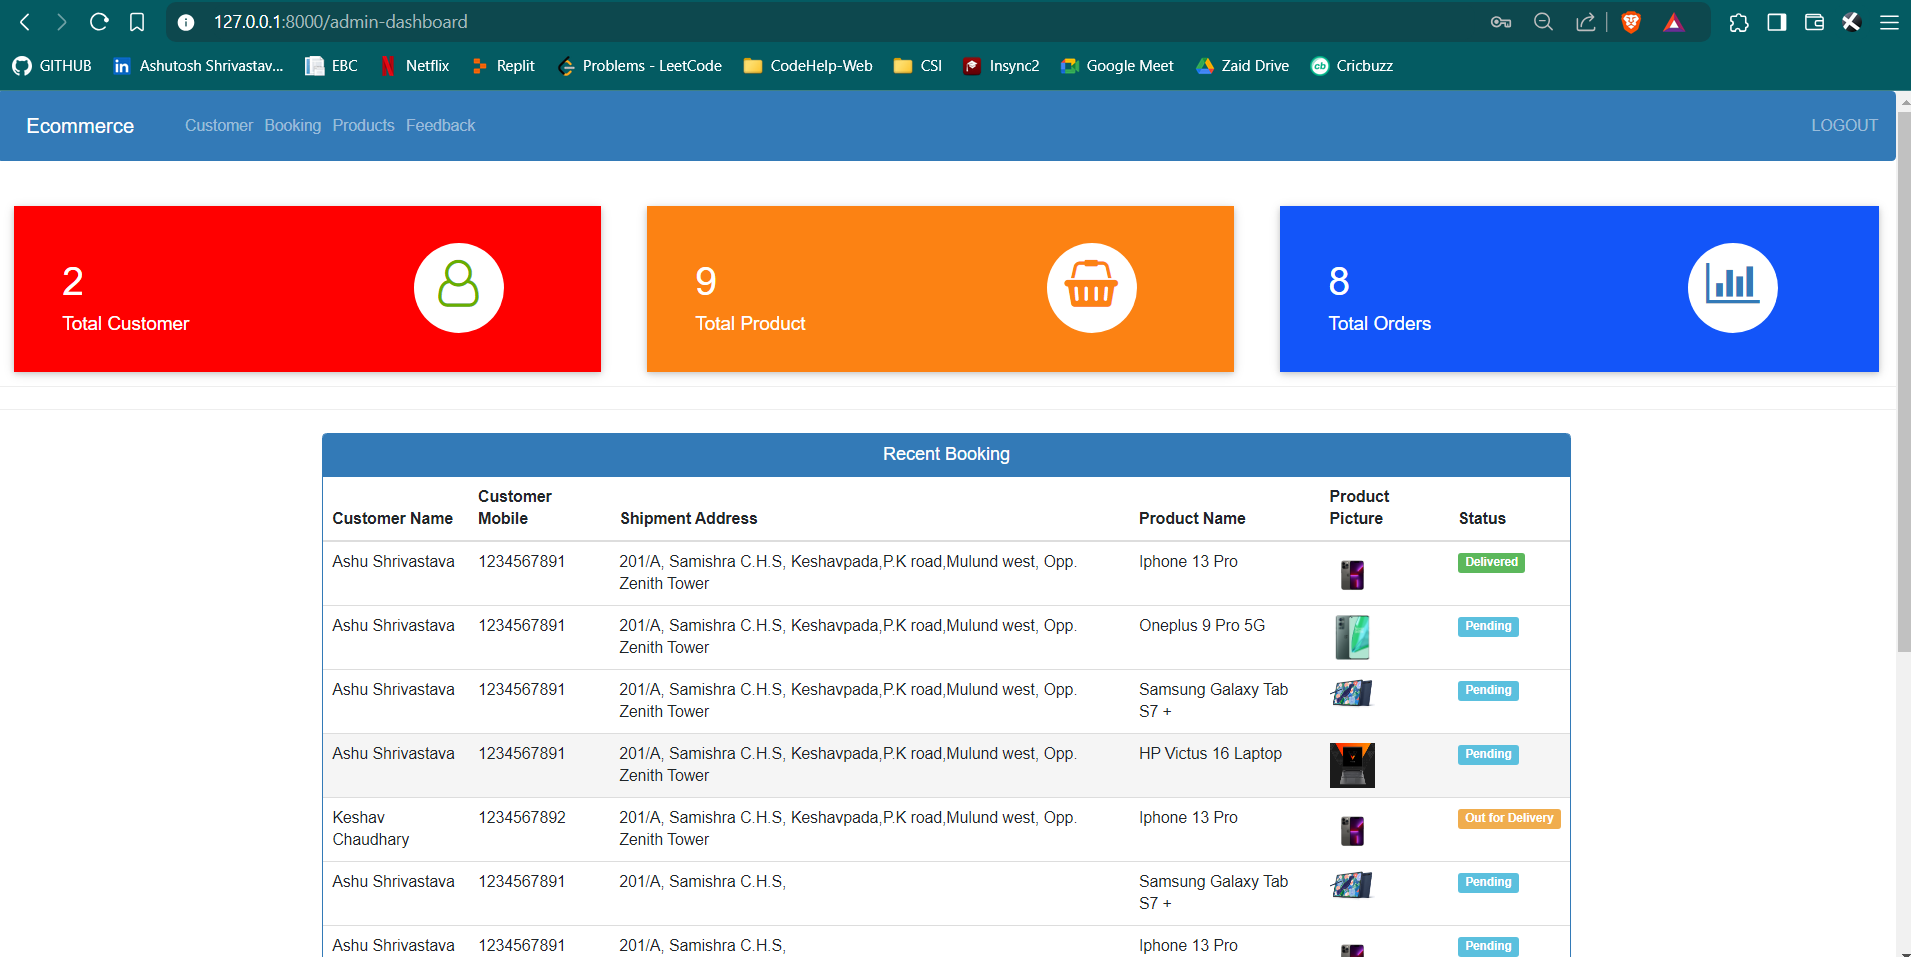 127.0.0.1:8000/admin-dashboard
GITHUB
Ashutosh Shrivastav...
EBC
Netflix
Replit
Problems - LeetCode
CodeHelp-Web
CSI
Insync2
Google Meet
Zaid Drive
cb Cricbuzz
Ecommerce
Customer
Booking
Products
Feedback
LOGOUT
2
Total Customer
9
Total Product
8
Total Orders
Recent Booking
Customer Name
Customer
Mobile
Shipment Address
Product Name
Product
Picture
Status
Ashu Shrivastava
1234567891
201/A, Samishra C.H.S, Keshavpada,P.K road,Mulund west, Opp.
Zenith Tower
Iphone 13 Pro
Delivered
Ashu Shrivastava
1234567891
201/A, Samishra C.H.S, Keshavpada,P.K road,Mulund west, Opp.
Zenith Tower
Oneplus 9 Pro 5G
Pending
Ashu Shrivastava
1234567891
201/A, Samishra C.H.S, Keshavpada,P.K road,Mulund west, Opp.
Zenith Tower
Samsung Galaxy Tab
S7 +
Pending
Ashu Shrivastava
1234567891
201/A, Samishra C.H.S, Keshavpada,P.K road,Mulund west, Opp.
Zenith Tower
HP Victus 16 Laptop
Pending
Keshav
Chaudhary
1234567892
201/A, Samishra C.H.S, Keshavpada,P.K road,Mulund west, Opp.
Zenith Tower
Iphone 13 Pro
Out for Delivery
Ashu Shrivastava
1234567891
201/A, Samishra C.H.S,
Samsung Galaxy Tab
S7 +
Pending
Ashu Shrivastava
1234567891
201/A, Samishra C.H.S,
Iphone 13 Pro
Pending